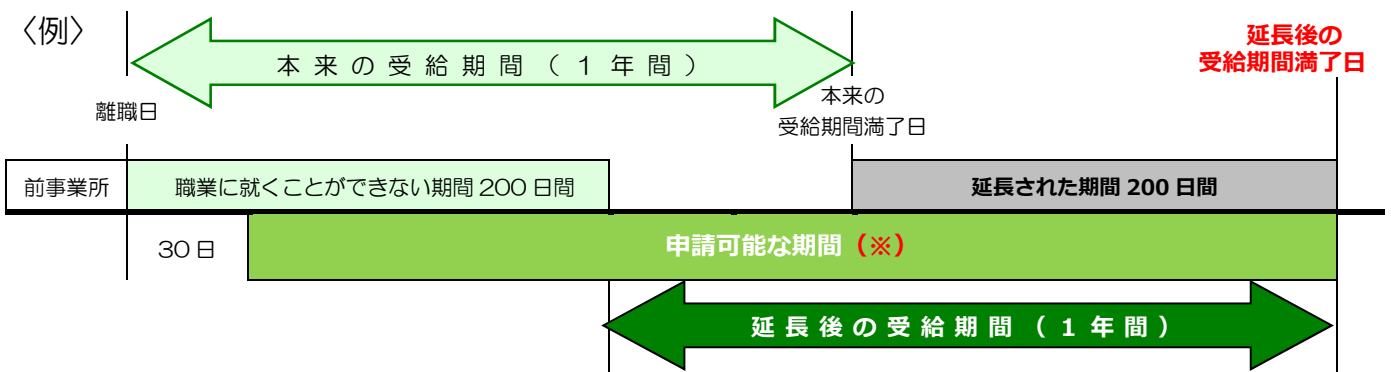 〈例〉
本来の受給期間（１年間）
延長後の
受給期間満了日
離職日
本来の
受給期間満了日
前事業所
職業に就くことができない期間 200 日間
延長された期間 200 日間
30 日
申請可能な期間（※）
延長後の受給期間（１年間）